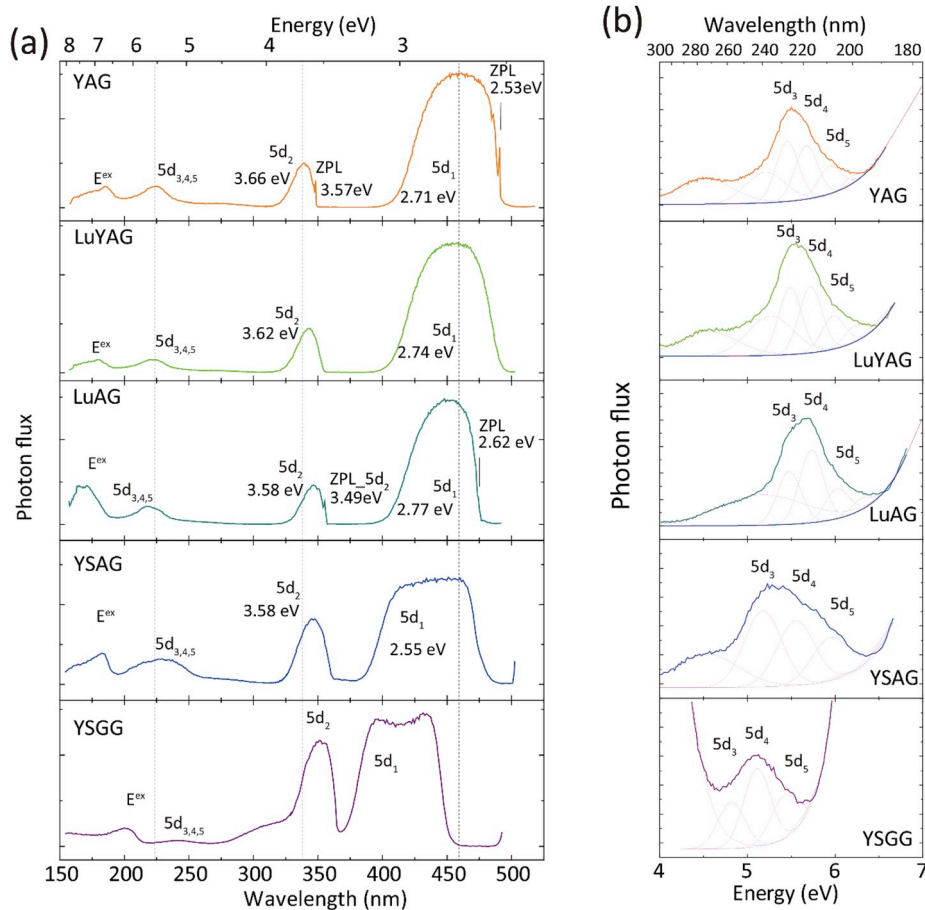 (a)
Energy (eV)
8 7 6 5 4 3
YAG
ZPL
2.53eV
5d2
3.66 eV
ZPL
3.57eV
Eex
5d3,4,5
5d1
2.71 eV
LuYAG
5d2
3.62 eV
Eex
5d3,4,5
5d1
2.74 eV
LuAG
ZPL
2.62 eV
Eex
5d2
3.58 eV
ZPL_5d2
3.49eV
5d3,4,5
5d1
2.77 eV
YSAG
5d2
3.58 eV
Eex
5d3,4,5
5d1
2.55 eV
YSGG
5d2
5d1
Eex
5d3,4,5
Photon flux
150 200 250 300 350 400 450 500
Wavelength (nm)
(b)
Wavelength (nm)
300 280 260 240 220 200 180
5d3
5d4
5d5
YAG
5d3
5d4
5d5
LuYAG
5d3
5d4
5d5
LuAG
5d3
5d4
5d5
YSAG
5d3
5d4
5d5
YSGG
Photon flux
4 5 6 7
Energy (eV)